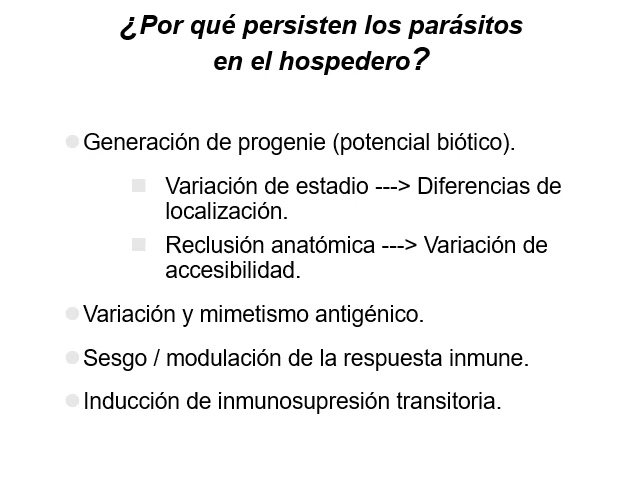 ¿Por qué persisten los parásitos
en el hospedero?
Generación de progenie (potencial biótico).
Variación de estadio ---> Diferencias de
localización.
Reclusión anatómica ---> Variación de
accesibilidad.
Variación y mimetismo antigénico.
Sesgo / modulación de la respuesta inmune.
Inducción de inmunosupresión transitoria.